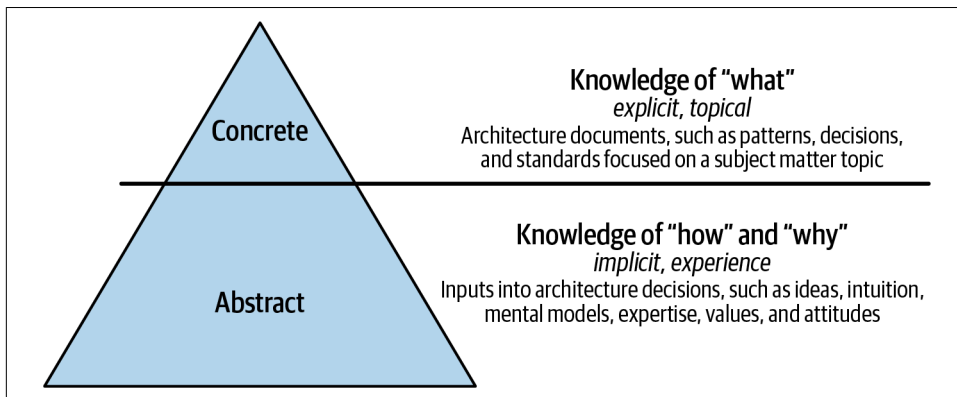 Concrete
Knowledge of “what”
explicit, topical
Architecture documents, such as patterns, decisions,
and standards focused on a subject matter topic
Abstract
Knowledge of “how” and “why”
implicit, experience
Inputs into architecture decisions, such as ideas, intuition,
mental models, expertise, values, and attitudes